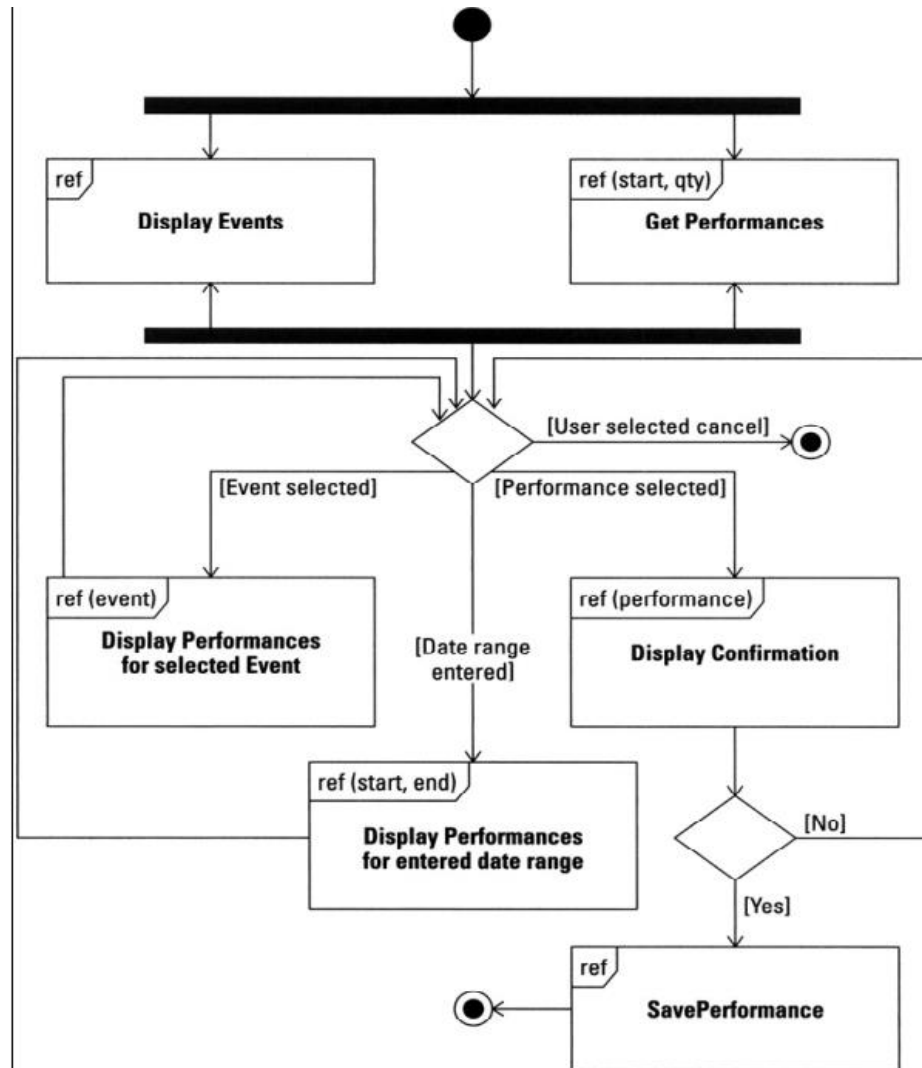 ref
Display Events
ref (start, qty)
Get Performances
[User selected cancel]
[Event selected]
[Performance selected]
ref (event)
Display Performances
for selected Event
[Date range
entered]
ref (performance)
Display Confirmation
ref (start, end)
Display Performances
for entered date range
[No]
[Yes]
ref
SavePerformance